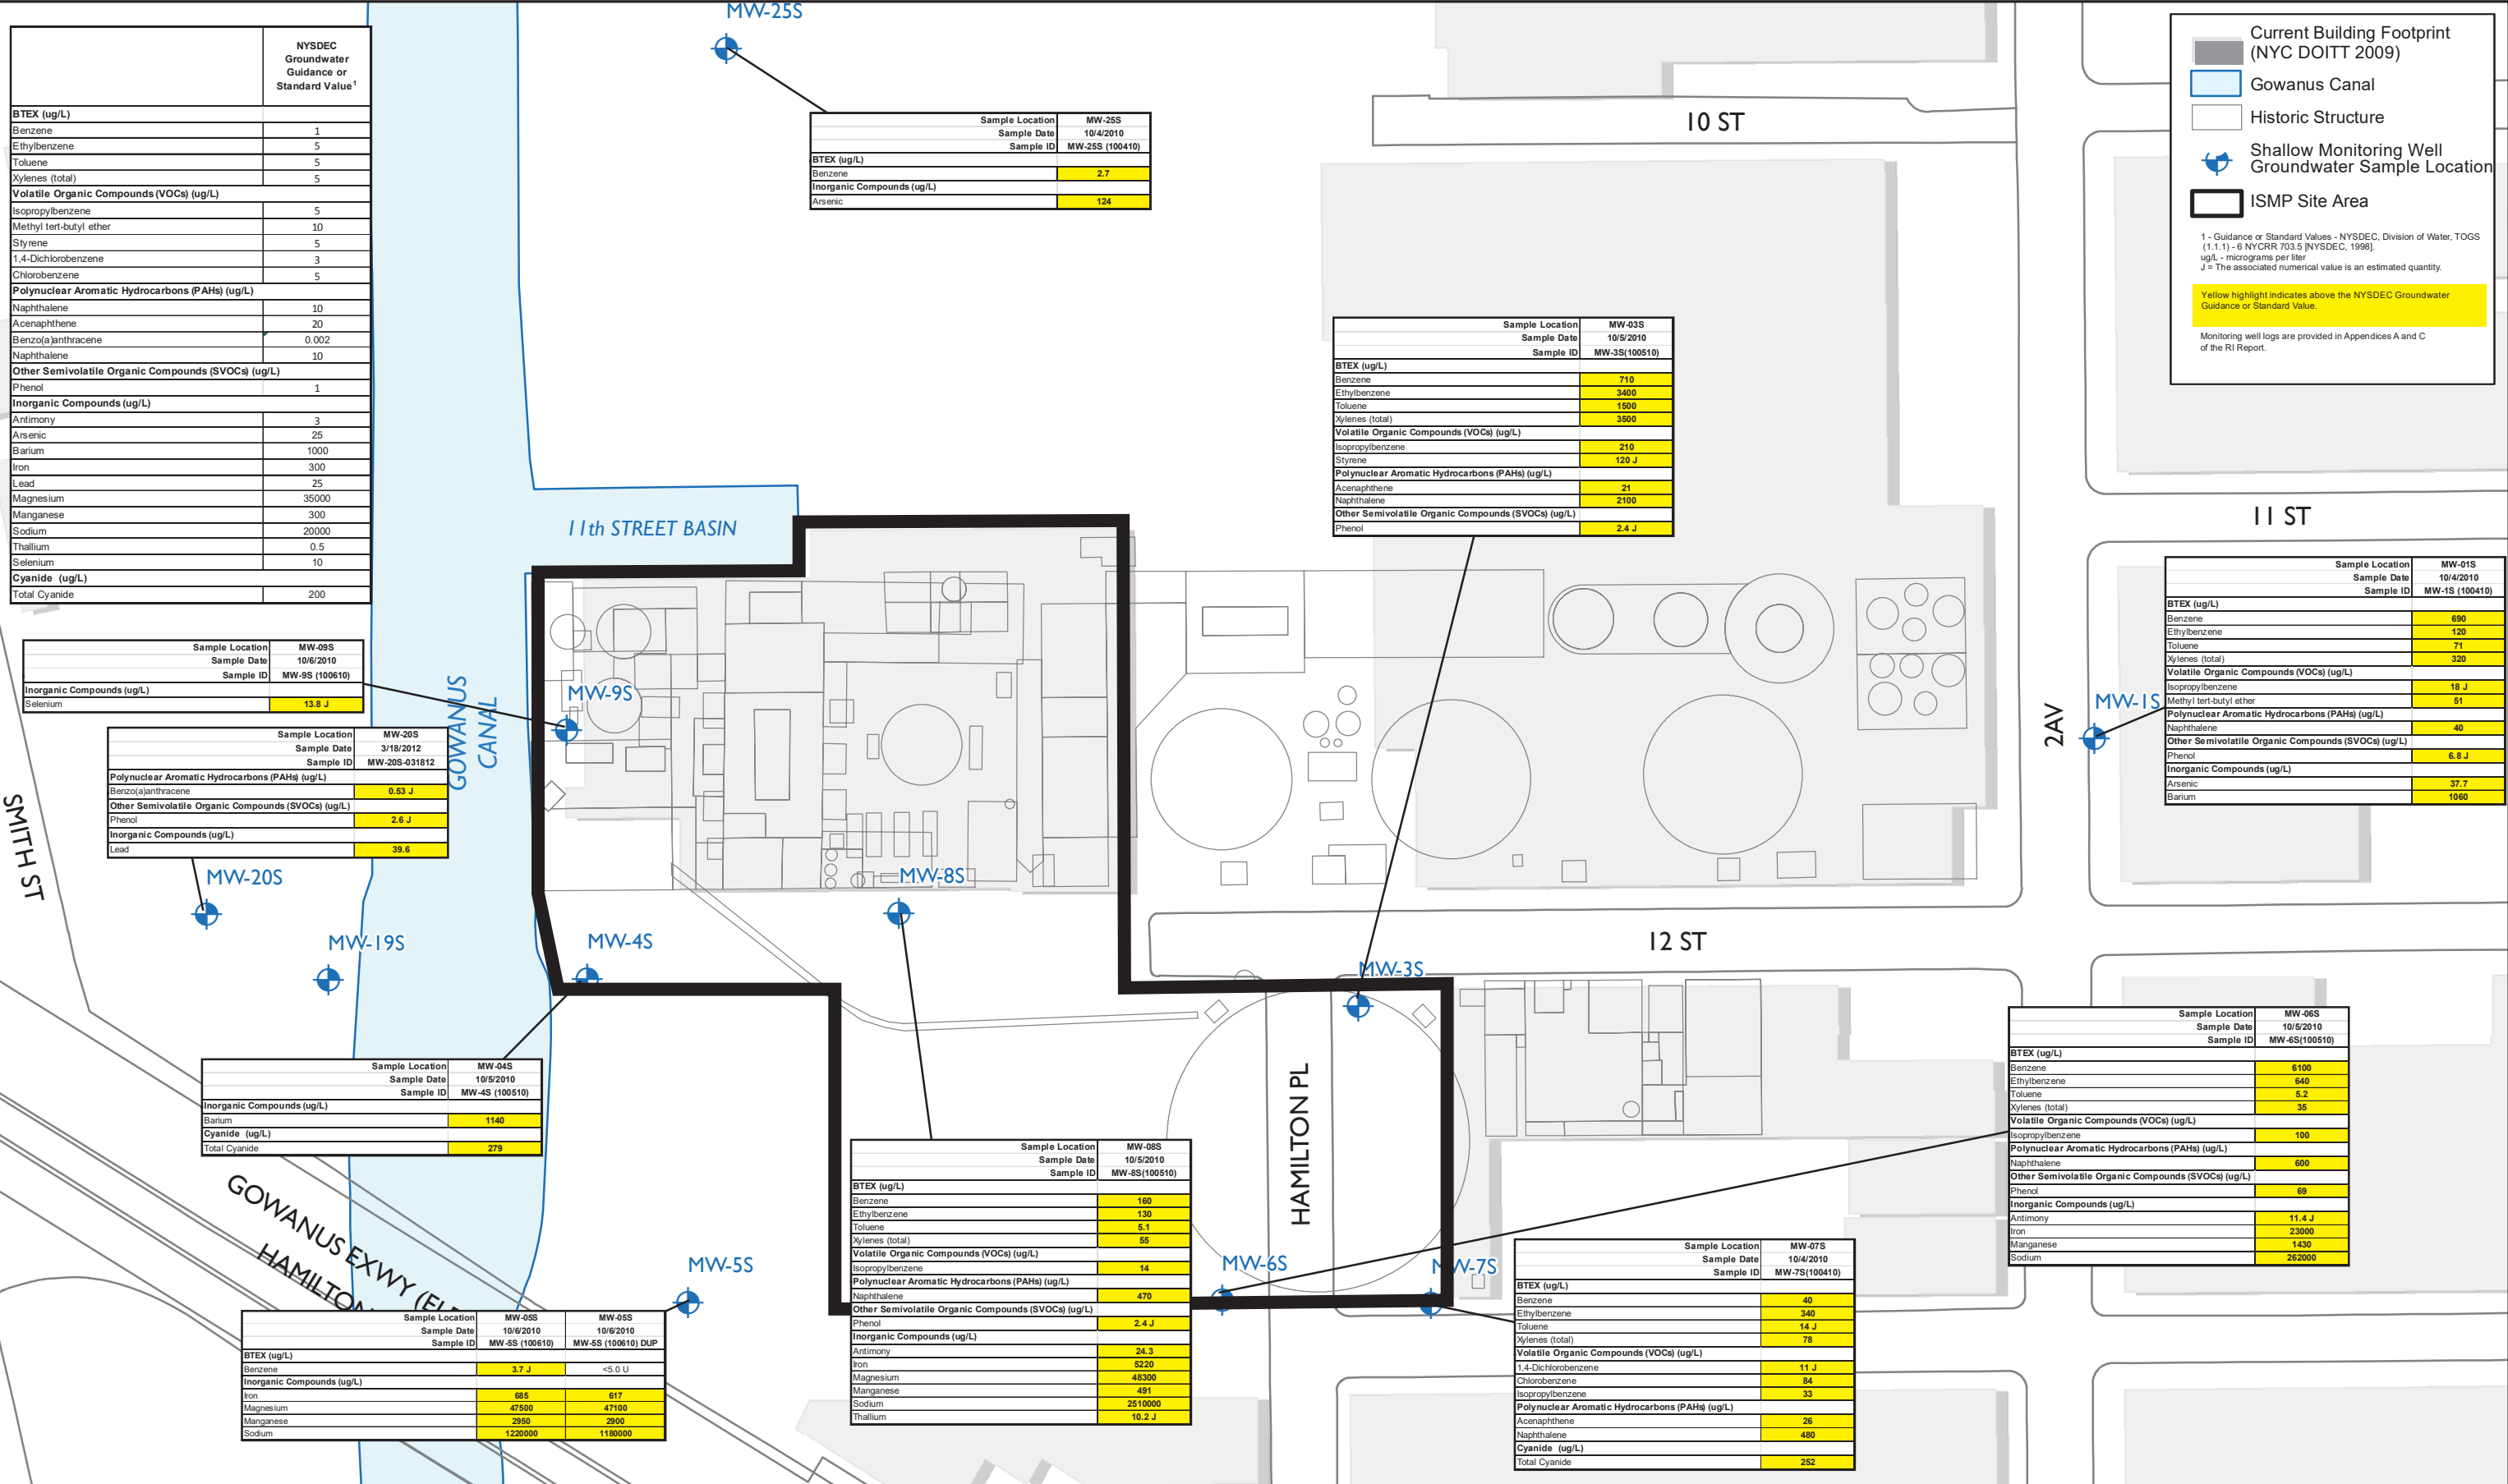 MW-25S
NYSDEC
Groundwater
Guidance or
Standard Value1
BTEX (ug/L)
Benzene 1
Ethylbenzene 5
Toluene 5
Xylenes (total) 5
Volatile Organic Compounds (VOCs) (ug/L)
Isopropylbenzene 5
Methyl tert-butyl ether 10
Styrene 5
1,4-Dichlorobenzene 3
Chlorobenzene 5
Polynuclear Aromatic Hydrocarbons (PAHs) (ug/L)
Naphthalene 10
Acenaphthene 20
Benzo(a)anthracene 0.002
Naphthalene 10
Other Semivolatile Organic Compounds (SVOCs) (ug/L)
Phenol 1
Inorganic Compounds (ug/L)
Antimony 3
Arsenic 25
Barium 1000
Iron 300
Lead 25
Magnesium 35000
Manganese 300
Sodium 20000
Thallium 0.5
Selenium 10
Cyanide (ug/L)
Total Cyanide 200
Sample Location MW-25S
Sample Date 10/4/2010
Sample ID MW-25S (100410)
BTEX (ug/L)
Benzene 2.7
Inorganic Compounds (ug/L)
Arsenic 124
10 ST
Current Building Footprint
(NYC DOITT 2009)
Gowanus Canal
Historic Structure
Shallow Monitoring Well
Groundwater Sample Location
ISMP Site Area
1 - Guidance or Standard Values - NYSDEC, Division of Water, TOGS
(1.1.1) - 6 NYCRR 703.5 [NYSDEC, 1998].
ug/L - micrograms per liter
J = The associated numerical value is an estimated quantity.
Yellow highlight indicates above the NYSDEC Groundwater
Guidance or Standard Value.
Monitoring well logs are provided in Appendices A and C
of the RI Report.
Sample Location MW-03S
Sample Date 10/5/2010
Sample ID MW-3S(100510)
BTEX (ug/L)
Benzene 710
Ethylbenzene 3400
Toluene 1500
Xylenes (total) 3500
Volatile Organic Compounds (VOCs) (ug/L)
Isopropylbenzene 210
Styrene 120 J
Polynuclear Aromatic Hydrocarbons (PAHs) (ug/L)
Acenaphthene 21
Naphthalene 2100
Other Semivolatile Organic Compounds (SVOCs) (ug/L)
Phenol 2.4 J
11th STREET BASIN
11 ST
Sample Location MW-01S
Sample Date 10/4/2010
Sample ID MW-1S (100410)
BTEX (ug/L)
Benzene 690
Ethylbenzene 120
Toluene 71
Xylenes (total) 320
Volatile Organic Compounds (VOCs) (ug/L)
Isopropylbenzene 18 J
Methyl tert-butyl ether 51
Polynuclear Aromatic Hydrocarbons (PAHs) (ug/L)
Naphthalene 40
Other Semivolatile Organic Compounds (SVOCs) (ug/L)
Phenol 6.8 J
Inorganic Compounds (ug/L)
Arsenic 37.7
Barium 1060
MW-1S
2AV
Sample Location MW-09S
Sample Date 10/6/2010
Sample ID MW-9S (100610)
Inorganic Compounds (ug/L)
Selenium 13.8 J
GOWANUS
CANAL
MW-9S
Sample Location MW-20S
Sample Date 3/18/2012
Sample ID MW-20S-031812
Polynuclear Aromatic Hydrocarbons (PAHs) (ug/L)
Benzo(a)anthracene 0.53 J
Other Semivolatile Organic Compounds (SVOCs) (ug/L)
Phenol 2.6 J
Inorganic Compounds (ug/L)
Lead 39.6
SMITH ST
MW-20S
MW-8S
MW-19S
MW-4S
12 ST
MW-3S
Sample Location MW-04S
Sample Date 10/5/2010
Sample ID MW-4S (100510)
Inorganic Compounds (ug/L)
Barium 1140
Cyanide (ug/L)
Total Cyanide 279
Sample Location MW-06S
Sample Date 10/5/2010
Sample ID MW-6S(100510)
BTEX (ug/L)
Benzene 6100
Ethylbenzene 640
Toluene 5.2
Xylenes (total) 35
Volatile Organic Compounds (VOCs) (ug/L)
Isopropylbenzene 100
Polynuclear Aromatic Hydrocarbons (PAHs) (ug/L)
Naphthalene 600
Other Semivolatile Organic Compounds (SVOCs) (ug/L)
Phenol 69
Inorganic Compounds (ug/L)
Antimony 11.4 J
Iron 23000
Manganese 1430
Sodium 262000
HAMILTON PL
Sample Location MW-08S
Sample Date 10/5/2010
Sample ID MW-8S(100510)
BTEX (ug/L)
Benzene 160
Ethylbenzene 130
Toluene 5.1
Xylenes (total) 55
Volatile Organic Compounds (VOCs) (ug/L)
Isopropylbenzene 14
Polynuclear Aromatic Hydrocarbons (PAHs) (ug/L)
Naphthalene 470
Other Semivolatile Organic Compounds (SVOCs) (ug/L)
Phenol 2.4 J
Inorganic Compounds (ug/L)
Antimony 24.3
Iron 5220
Magnesium 48300
Manganese 491
Sodium 2510000
Thallium 10.2 J
GOWANUS EXWY
HAMILTON
MW-5S
MW-6S
MW-7S
Sample Location MW-07S
Sample Date 10/4/2010
Sample ID MW-7S(100410)
BTEX (ug/L)
Benzene 40
Ethylbenzene 340
Toluene 14 J
Xylenes (total) 78
Volatile Organic Compounds (VOCs) (ug/L)
1,4-Dichlorobenzene 11 J
Chlorobenzene 84
Isopropylbenzene 33
Polynuclear Aromatic Hydrocarbons (PAHs) (ug/L)
Acenaphthene 26
Naphthalene 480
Cyanide (ug/L)
Total Cyanide 252
Sample Location MW-05S MW-05S
Sample Date 10/6/2010 10/6/2010
Sample ID MW-5S (100610) MW-5S (100610) DUP
BTEX (ug/L)
Benzene 3.7 J <5.0 U
Inorganic Compounds (ug/L)
Iron 685 617
Magnesium 47500 47100
Manganese 2950 2900
Sodium 1220000 1180000